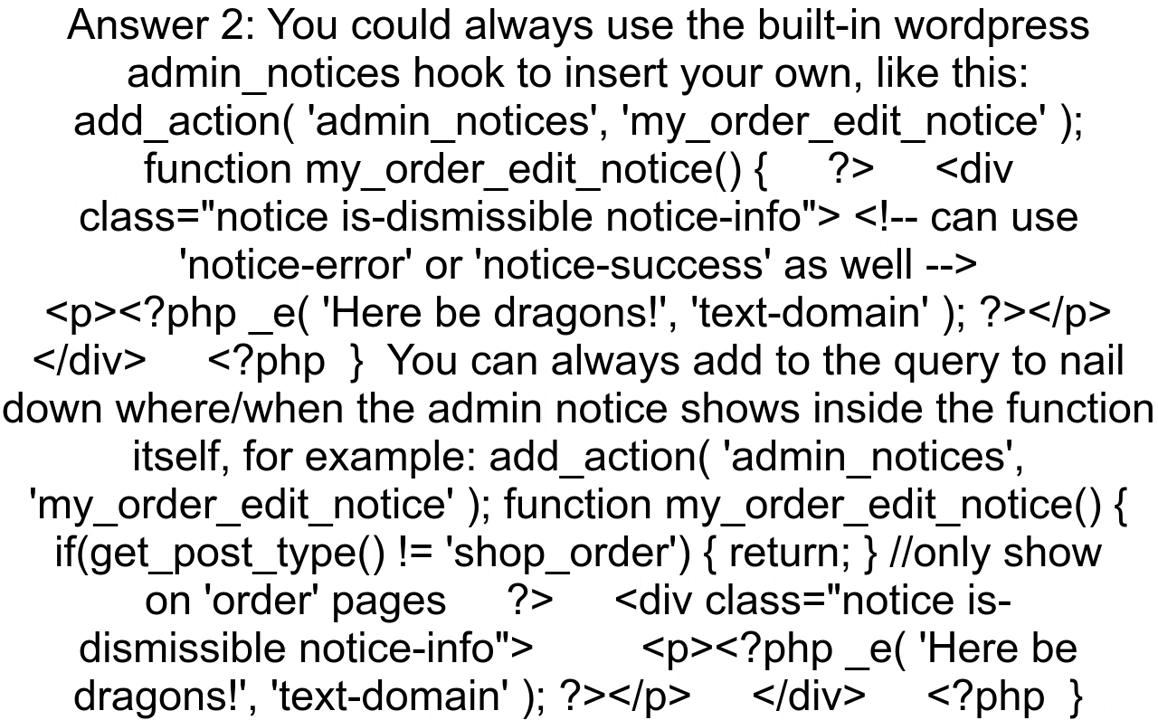 Answer 2: You could always use the built-in wordpress
admin_notices hook to insert your own, like this:
add_action( 'admin_notices', 'my_order_edit_notice' );
function my_order_edit_notice() {     ?>     <div
class="notice is-dismissible notice-info"> <!-- can use
'notice-error' or 'notice-success' as well -->
<p><?php _e( 'Here be dragons!', 'text-domain' ); ?></p>
</div>     <?php  }  You can always add to the query to nail
down where/when the admin notice shows inside the function
itself, for example: add_action( 'admin_notices',
'my_order_edit_notice' ); function my_order_edit_notice() {
if(get_post_type() != 'shop_order') { return; } //only show
on 'order' pages     ?>     <div class="notice is-
dismissible notice-info">         <p><?php _e( 'Here be
dragons!', 'text-domain' ); ?></p>     </div>     <?php  }